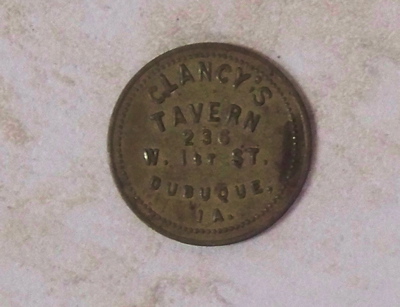 CLANCY'S
TAVERN
236
W. 1ST ST.
DUBUQUE,
IA.